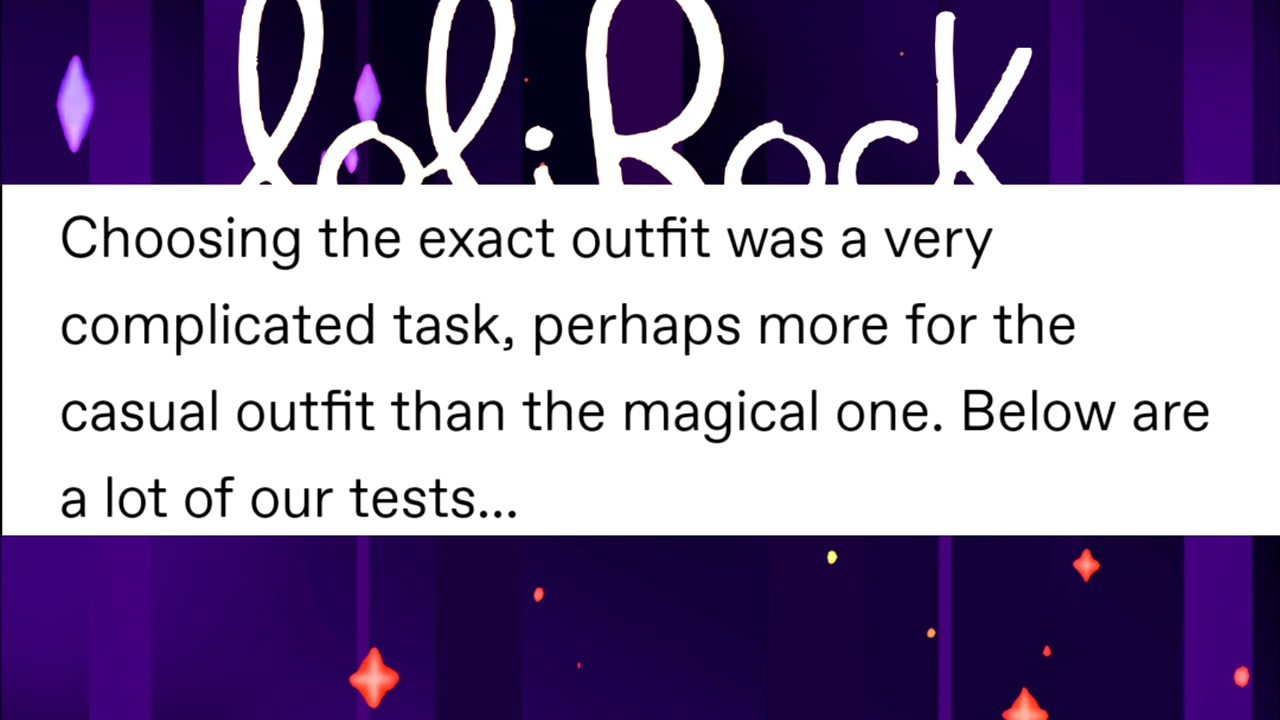 LoliRock
Choosing the exact outfit was a very
complicated task, perhaps more for the
casual outfit than the magical one. Below are
a lot of our tests...